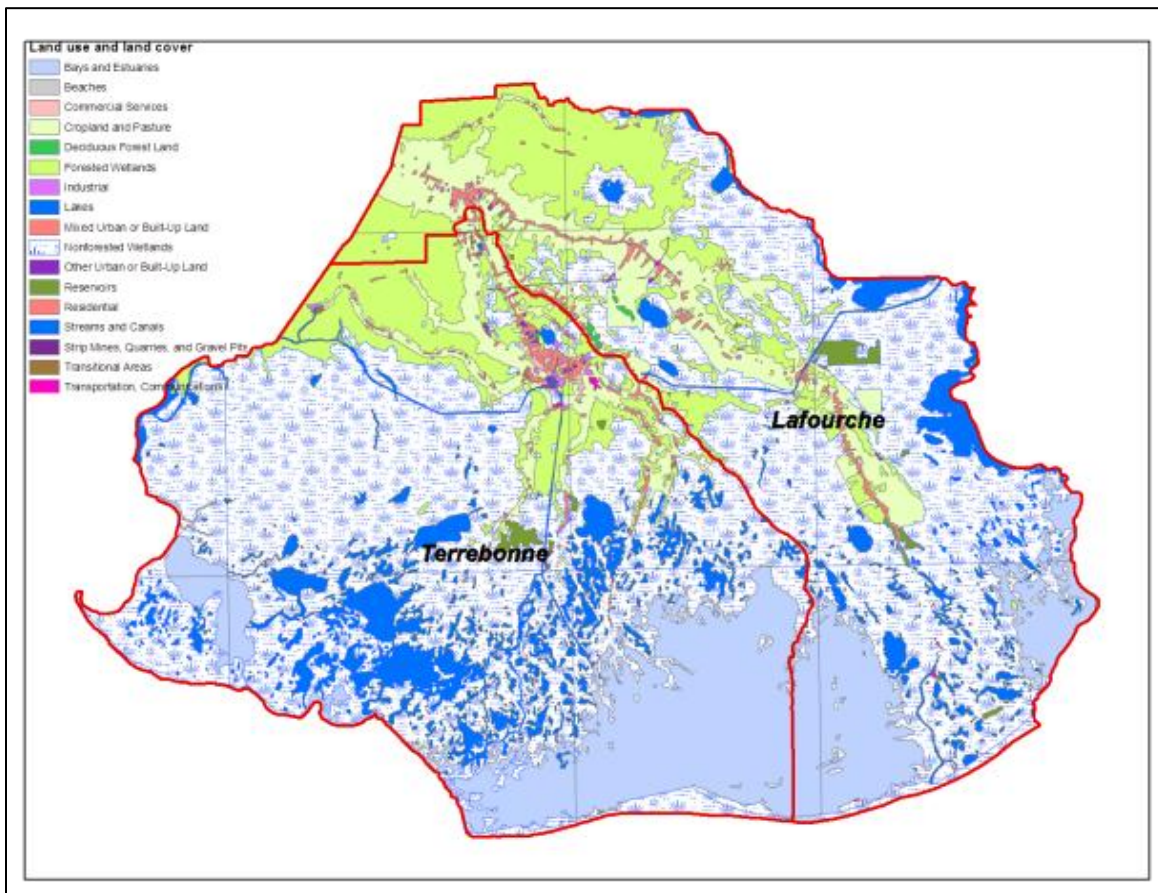 Land use and land cover
Bays and Estuaries
Beaches
Commercial Services
Cropland and Pasture
Deciduous Forest Land
Forested Wetlands
Industrial
Lakes
Mixed Urban or Built-Up Land
Nonforested Wetlands
Other Urban or Built-Up Land
Reservoirs
Residential
Streams and Canals
Strip Mines, Quarries, and Gravel Pits
Transitional Areas
Transportation, Communications
Lafourche
Terrebonne